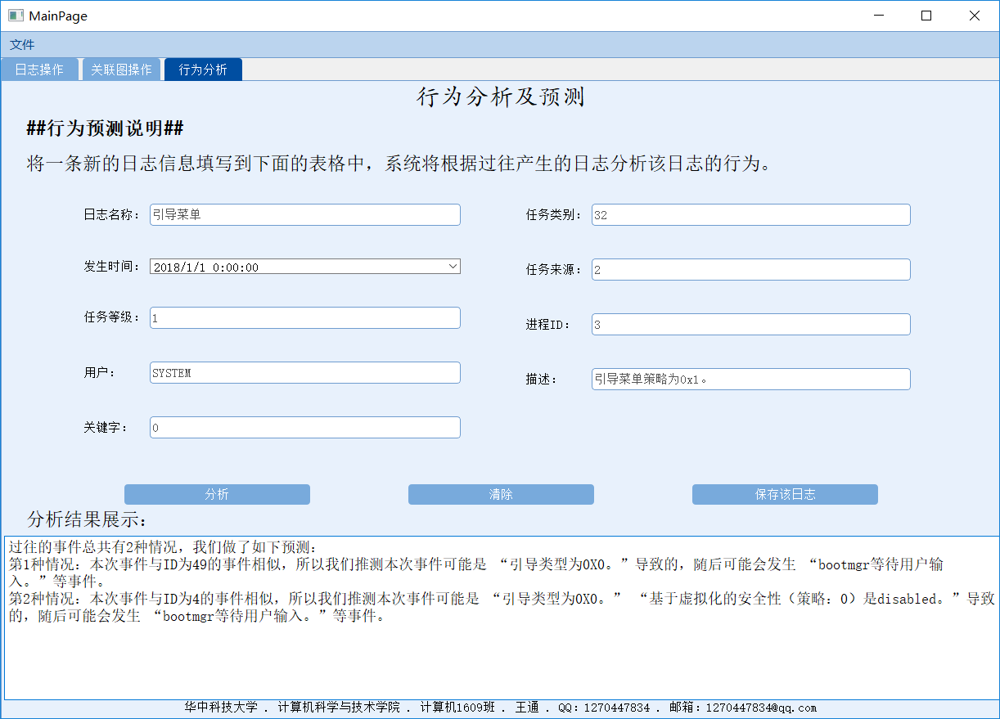 MainPage
文件
日志操作 关联图操作 行为分析
行为分析及预测
##行为预测说明##
将一条新的日志信息填写到下面的表格中，系统将根据过往产生的日志分析该日志的行为。
日志名称： 引导菜单 任务类别： 32
发生时间： 2018/1/1 0:00:00 任务来源： 2
任务等级： 1 进程ID： 3
用户： SYSTEM 描述： 引导菜单策略为0x1。
关键字： 0
分析 清除 保存该日志
分析结果展示：
过往的事件总共有2种情况，我们做了如下预测：
第1种情况：本次事件与ID为49的事件相似，所以我们推测本次事件可能是 “引导类型为0X0。”导致的，随后可能会发生 “bootmgr等待用户输
入。”等事件。
第2种情况：本次事件与ID为4的事件相似，所以我们推测本次事件可能是 “引导类型为0X0。” “基于虚拟化的安全性（策略：0）是disabled。”导致
的，随后可能会发生 “bootmgr等待用户输入。”等事件。
华中科技大学 . 计算机科学与技术学院 . 计算机1609班 . 王通 . QQ：1270447834 . 邮箱：1270447834@qq.com